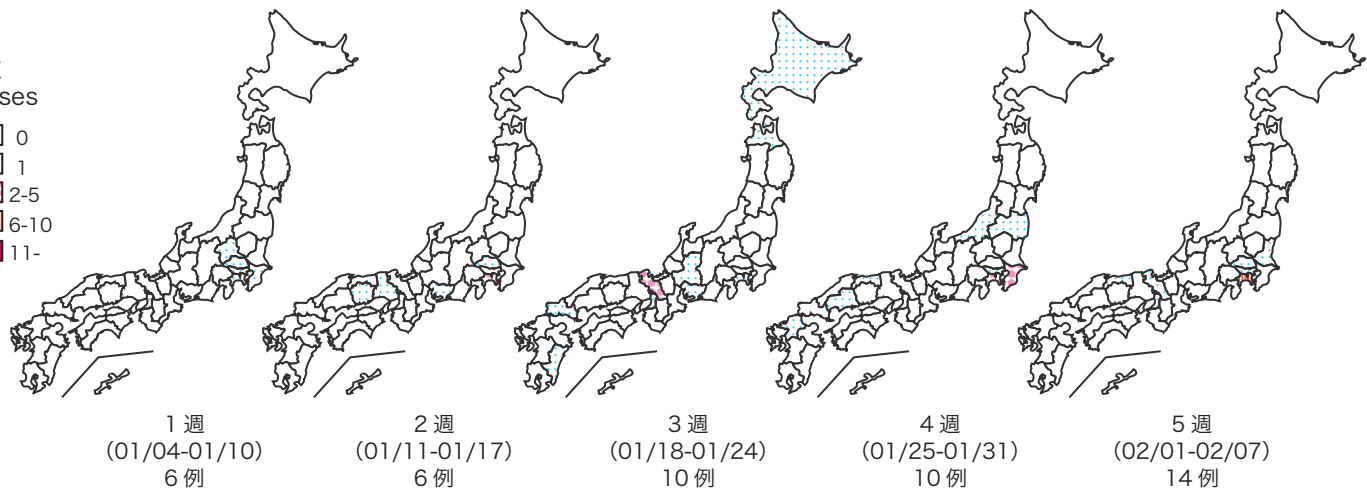 ses
0
1
2-5
6-10
11-
1 週
（01/04-01/10）
6 例
2 週
（01/11-01/17）
6 例
3 週
（01/18-01/24）
10 例
4 週
（01/25-01/31）
10 例
5 週
（02/01-02/07）
14 例